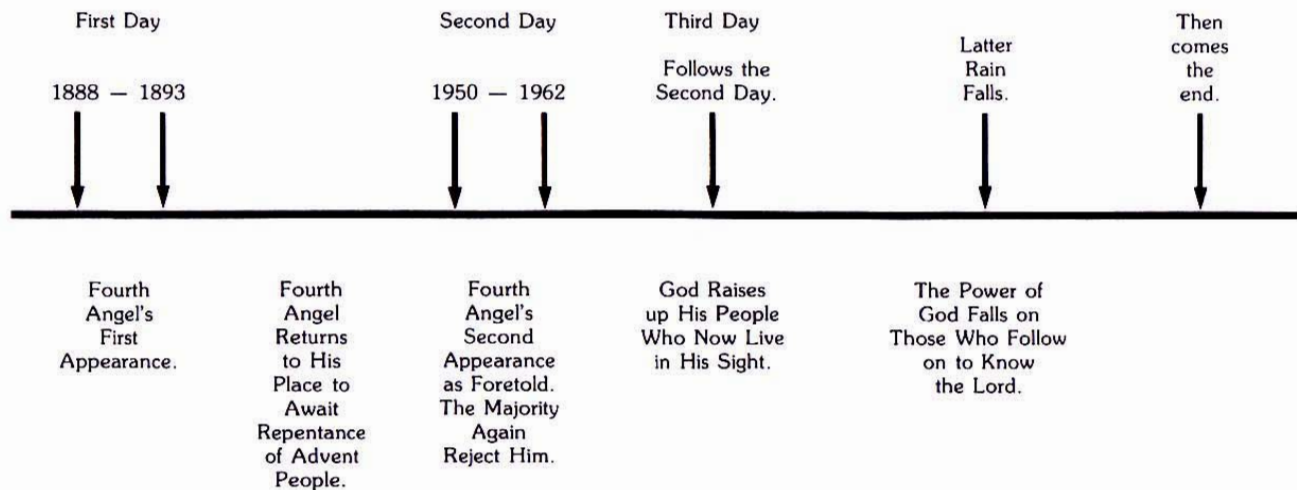 First Day
1888 — 1893
Second Day
1950 — 1962
Third Day
Follows the
Second Day.
Latter
Rain
Falls.
Then
comes
the
end.
Fourth
Angel's
First
Appearance.
Fourth
Angel
Returns
to His
Place to
Await
Repentance
of Advent
People.
Fourth
Angel's
Second
Appearance
as Foretold.
The Majority
Again
Reject Him.
God Raises
up His People
Who Now Live
in His Sight.
The Power of
God Falls on
Those Who Follow
on to Know
the Lord.